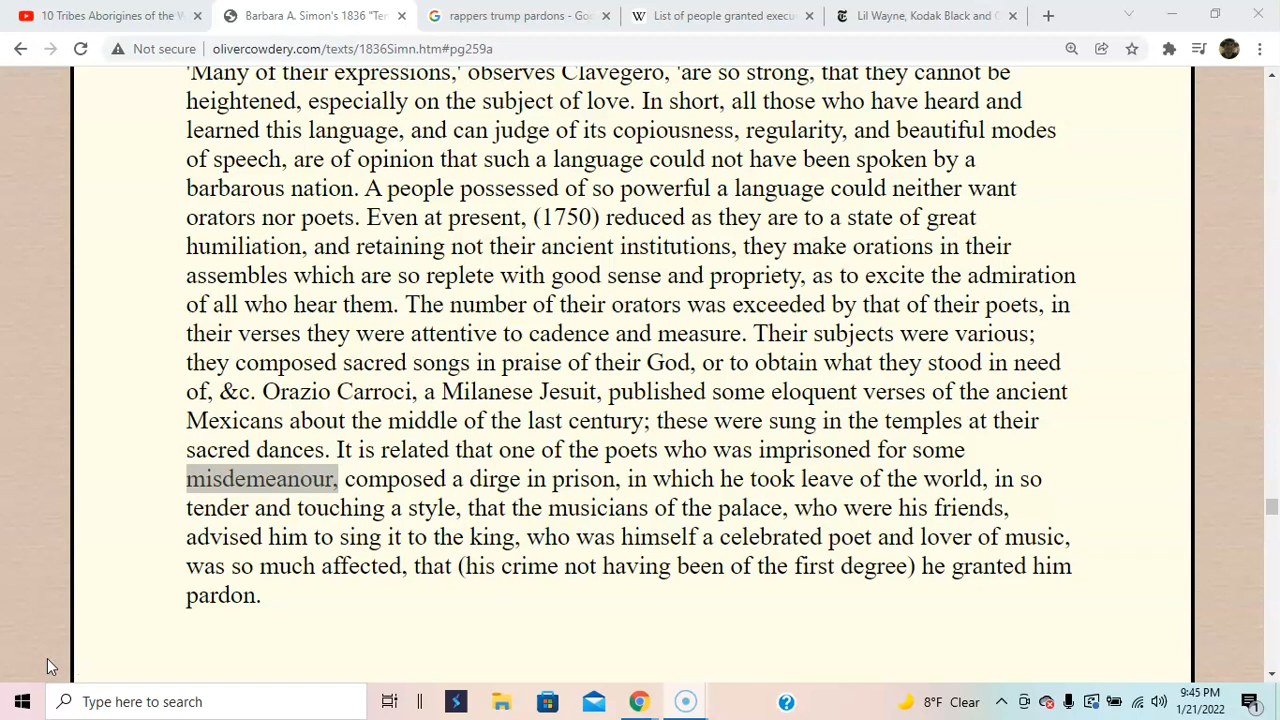 10 Tribes Aborigines of the W
Barbara A. Simon's 1836 "Ter
rappers trump pardons - Goo
List of people granted execu
Lil Wayne, Kodak Black and O
Not secure
olivercowdery.com/texts/1836Simn.htm#pg259a
'Many of their expressions,' observes Clavegero, 'are so strong, that they cannot be
heightened, especially on the subject of love. In short, all those who have heard and
learned this language, and can judge of its copiousness, regularity, and beautiful modes
of speech, are of opinion that such a language could not have been spoken by a
barbarous nation. A people possessed of so powerful a language could neither want
orators nor poets. Even at present, (1750) reduced as they are to a state of great
humiliation, and retaining not their ancient institutions, they make orations in their
assembles which are so replete with good sense and propriety, as to excite the admiration
of all who hear them. The number of their orators was exceeded by that of their poets, in
their verses they were attentive to cadence and measure. Their subjects were various;
they composed sacred songs in praise of their God, or to obtain what they stood in need
of, &c. Orazio Carroci, a Milanese Jesuit, published some eloquent verses of the ancient
Mexicans about the middle of the last century; these were sung in the temples at their
sacred dances. It is related that one of the poets who was imprisoned for some
misdemeanour, composed a dirge in prison, in which he took leave of the world, in so
tender and touching a style, that the musicians of the palace, who were his friends,
advised him to sing it to the king, who was himself a celebrated poet and lover of music,
was so much affected, that (his crime not having been of the first degree) he granted him
pardon.
Type here to search
8°F Clear
9:45 PM
1/21/2022